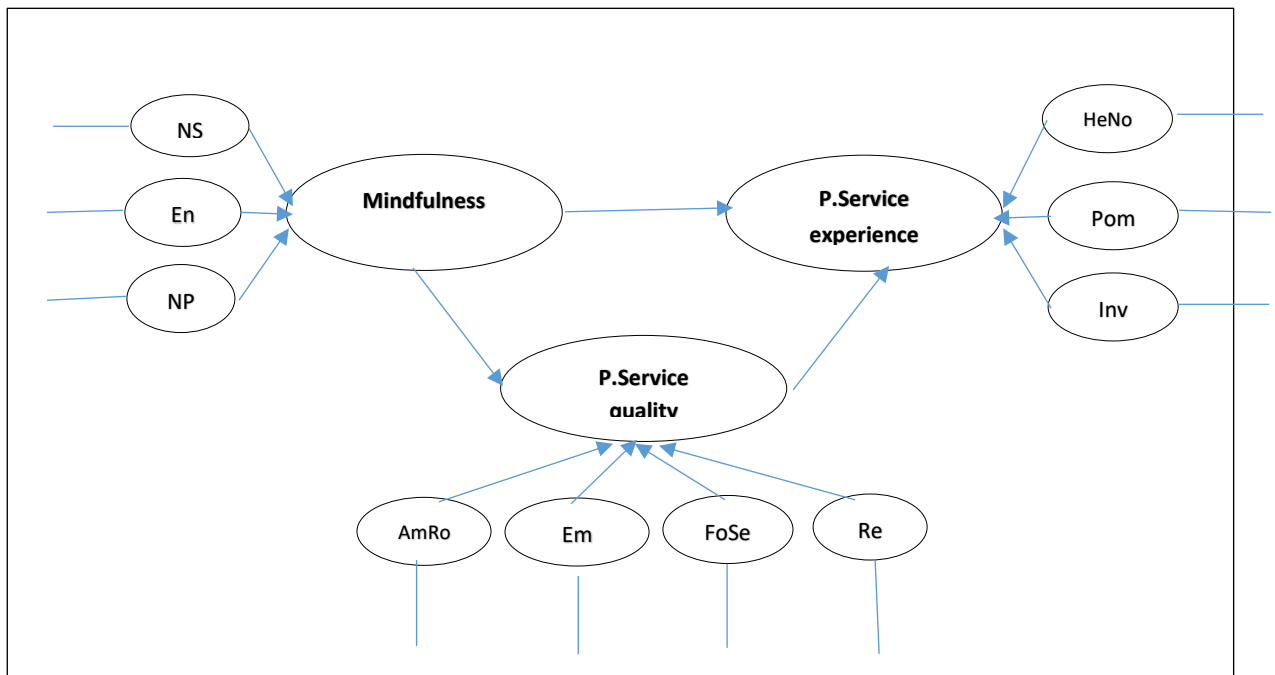 NS
En
NP
Mindfulness
P.Service
experience
HeNo
Pom
Inv
P.Service
quality
AmRo
Em
FoSe
Re